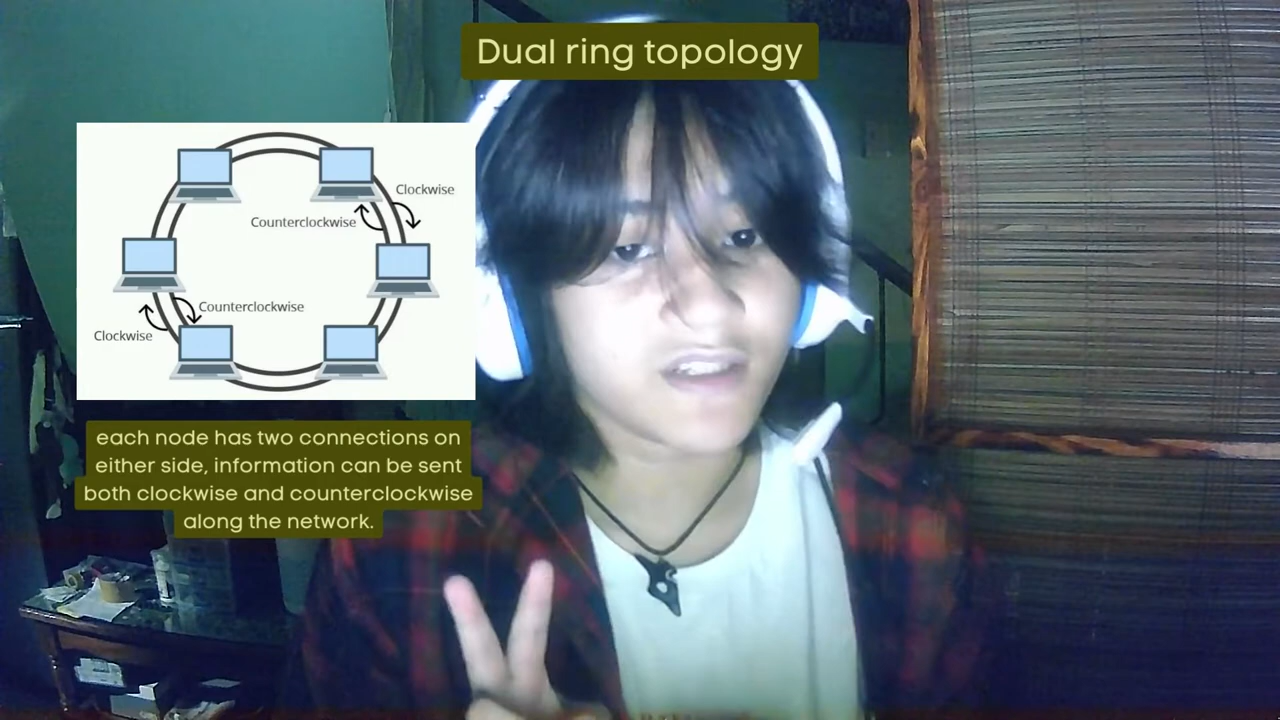 Dual ring topology
Clockwise
Counterclockwise
Counterclockwise
Clockwise
each node has two connections on
either side, information can be sent
both clockwise and counterclockwise
along the network.